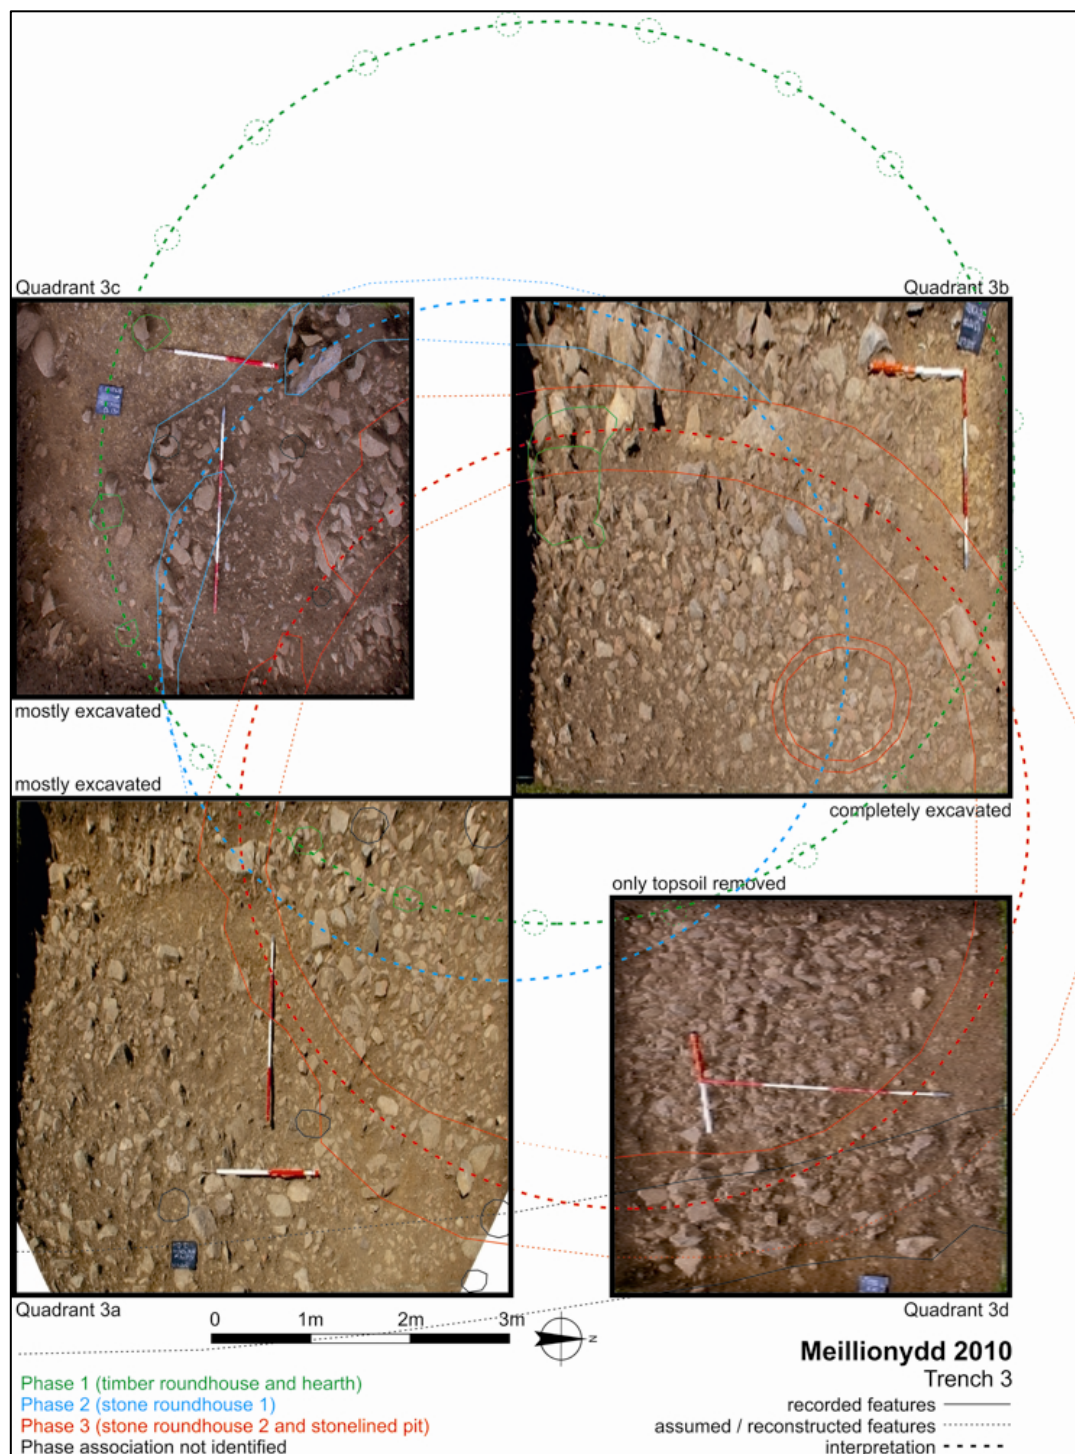 Quadrant 3c
Quadrant 3b
mostly excavated
mostly excavated
completely excavated
only topsoil removed
Quadrant 3a
Quadrant 3d
0 1m 2m 3m
N
Meillionydd 2010
Trench 3
Phase 1 (timber roundhouse and hearth)
Phase 2 (stone roundhouse 1)
Phase 3 (stone roundhouse 2 and stonelined pit)
Phase association not identified
recorded features
assumed / reconstructed features
interpretation